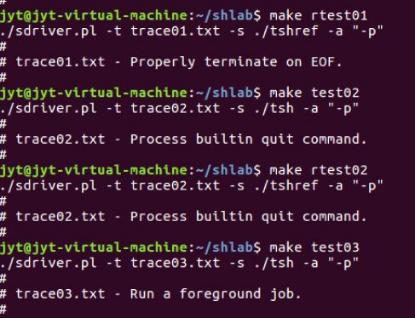 #
jyt@jyt-virtual-machine:~/shlab$ make rtest01
./sdriver.pl -t trace01.txt -s ./tshref -a "-p"
#
# trace01.txt - Properly terminate on EOF.
#
jyt@jyt-virtual-machine:~/shlab$ make test02
./sdriver.pl -t trace02.txt -s ./tsh -a "-p"
#
# trace02.txt - Process builtin quit command.
#
jyt@jyt-virtual-machine:~/shlab$ make rtest02
./sdriver.pl -t trace02.txt -s ./tshref -a "-p"
#
# trace02.txt - Process builtin quit command.
#
jyt@jyt-virtual-machine:~/shlab$ make test03
./sdriver.pl -t trace03.txt -s ./tsh -a "-p"
#
# trace03.txt - Run a foreground job.
#